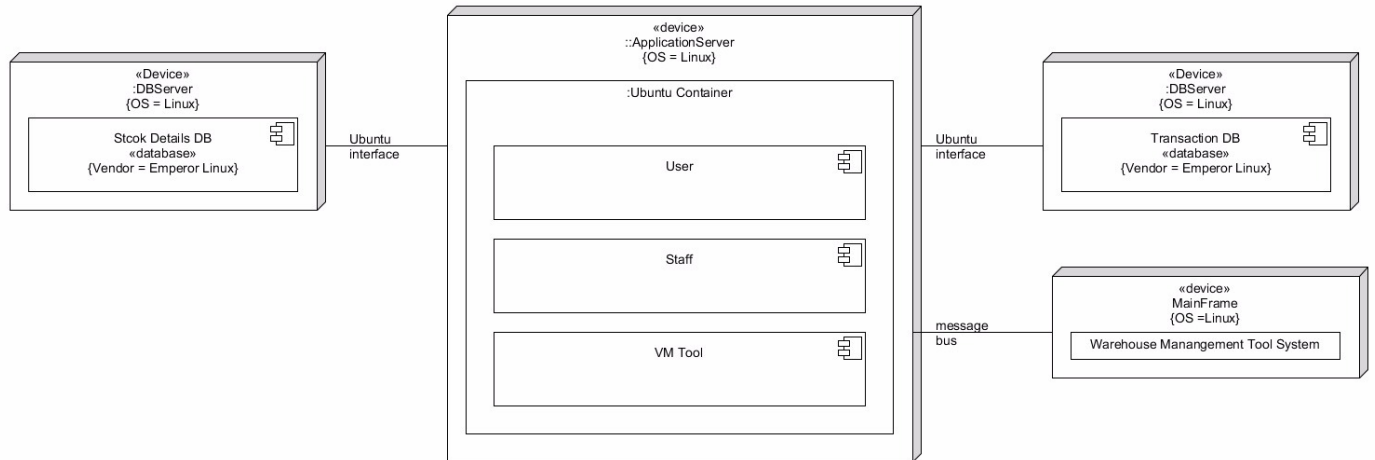 «Device»
:DBServer
{OS = Linux}
Stcok Details DB
«database»
{Vendor = Emperor Linux}
Ubuntu
interface
«device»
::ApplicationServer
{OS = Linux}
:Ubuntu Container
User
Staff
VM Tool
Ubuntu
interface
«Device»
:DBServer
{OS = Linux}
Transaction DB
«database»
{Vendor = Emperor Linux}
message
bus
«device»
MainFrame
{OS =Linux}
Warehouse Manangement Tool System